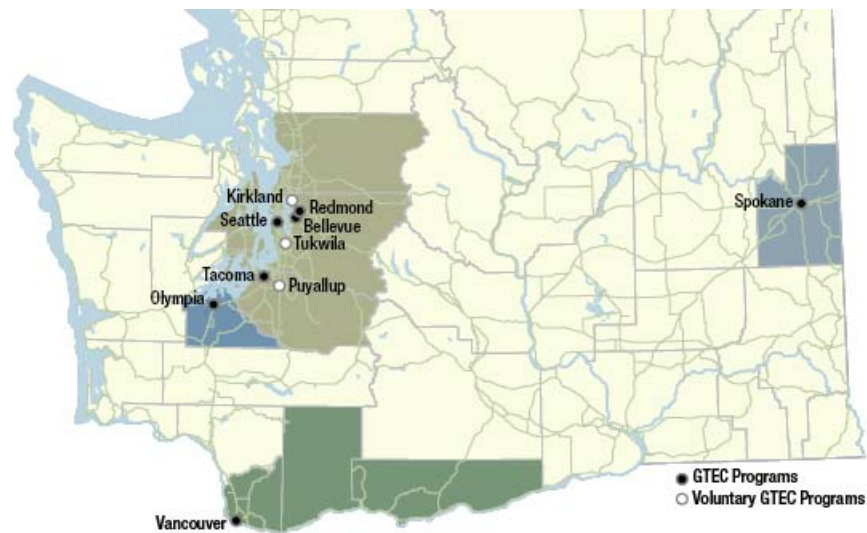 Kirkland
Redmond
Seattle
Bellevue
Tukwila
Spokane
Tacoma
Puyallup
Olympia
GTEC Programs
Voluntary GTEC Programs
Vancouver